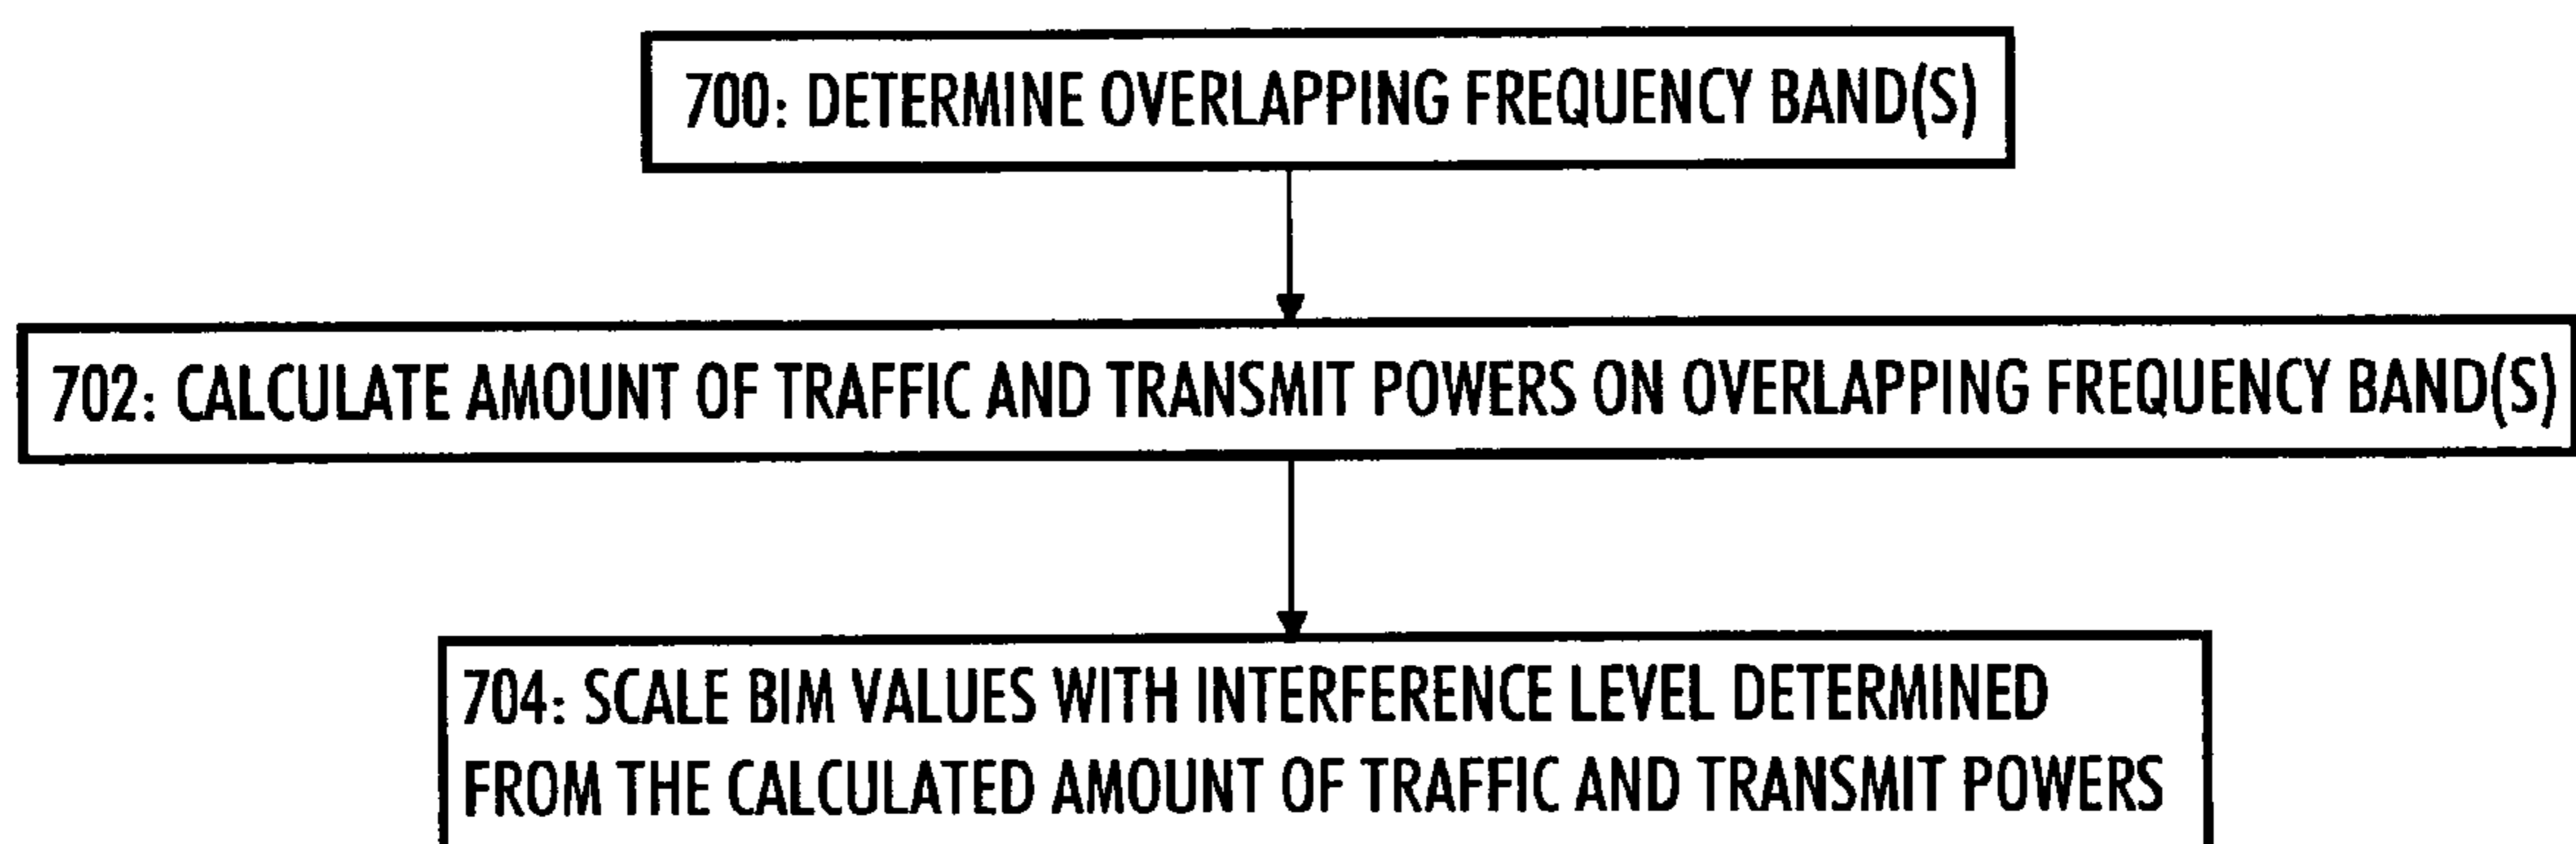 700: DETERMINE OVERLAPPING FREQUENCY BAND(S)
702: CALCULATE AMOUNT OF TRAFFIC AND TRANSMIT POWERS ON OVERLAPPING FREQUENCY BAND(S)
704: SCALE BIM VALUES WITH INTERFERENCE LEVEL DETERMINED
FROM THE CALCULATED AMOUNT OF TRAFFIC AND TRANSMIT POWERS